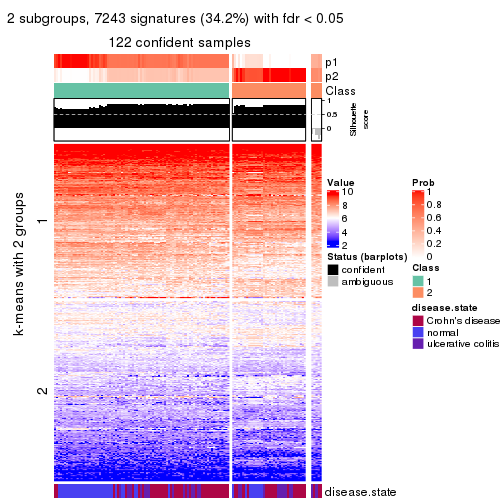 2 subgroups, 7243 signatures (34.2%) with fdr < 0.05
122 confident samples
p1
p2
Class
1
0.5
0
Silhouette
score
k-means with 2 groups
1
2
Value
10
8
6
4
2
Status (barplots)
confident
ambiguous
Prob
1
0.8
0.6
0.4
0.2
0
Class
1
2
disease.state
Crohn's disease
normal
ulcerative colitis
disease.state